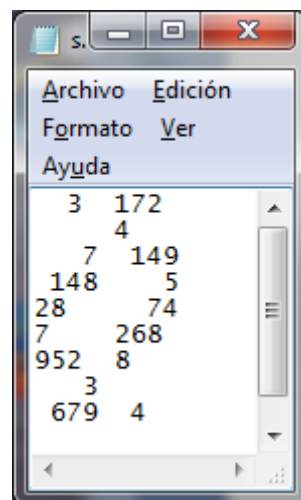 s.
Archivo Edición
Formato Ver
Ayuda
  3  172
     4
   7  149
 148    5
28     74
7    268
952  8
   3
 679  4